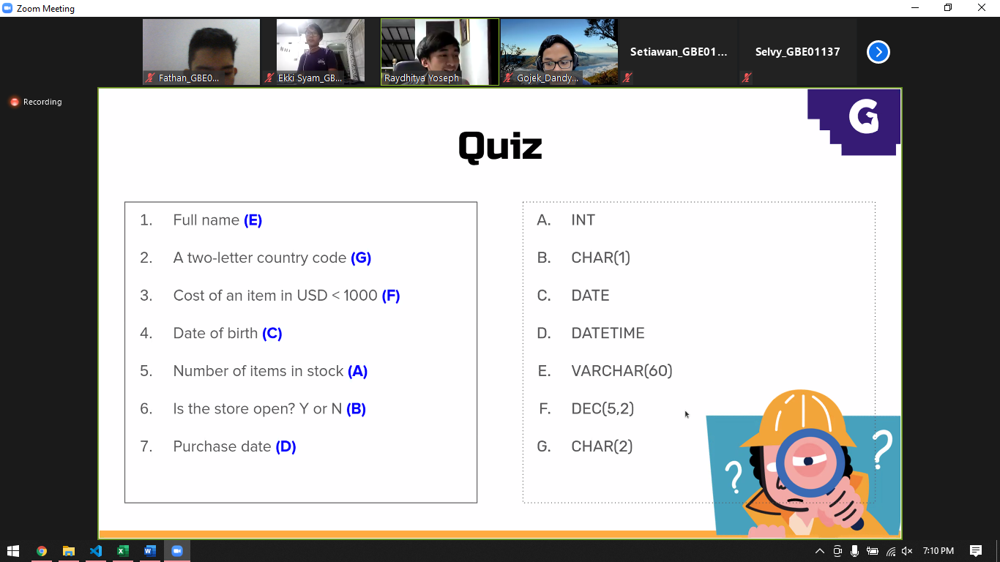 Zoom Meeting
Fathan_GBE0...
Ekki Syam_GB...
Raydhitya Yoseph
Gojek_Dandy...
Setiawan_GBE01...
Selvy_GBE01137
Recording
G
Quiz
1. Full name (E)
2. A two-letter country code (G)
3. Cost of an item in USD < 1000 (F)
4. Date of birth (C)
5. Number of items in stock (A)
6. Is the store open? Y or N (B)
7. Purchase date (D)
A. INT
B. CHAR(1)
C. DATE
D. DATETIME
E. VARCHAR(60)
F. DEC(5,2)
G. CHAR(2)
? ?
7:10 PM